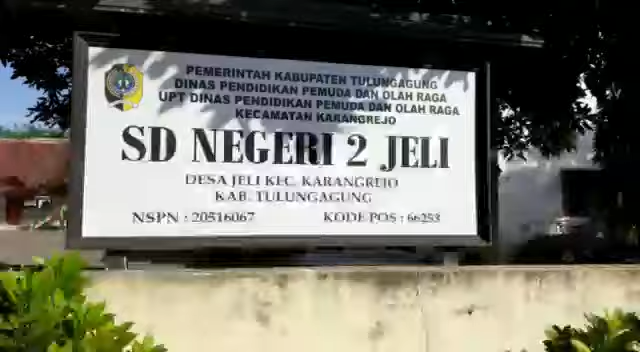 PEMERINTAH KABUPATEN TULUNGAGUNG
DINAS PENDIDIKAN PEMUDA DAN OLAH RAGA
UPT DINAS PENDIDIKAN PEMUDA DAN OLAH RAGA
KECAMATAN KARANGREJO
SD NEGERI 2 JELI
DESA JELI KEC. KARANGREJO
KAB. TULUNGAGUNG
NSPN : 20516067 KODE POS : 66253